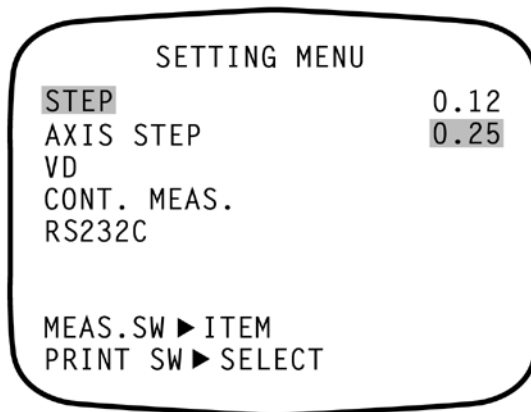 SETTING MENU
STEP 0.12
AXIS STEP 0.25
VD
CONT. MEAS.
RS232C
MEAS.SW ▶ ITEM
PRINT SW ▶ SELECT